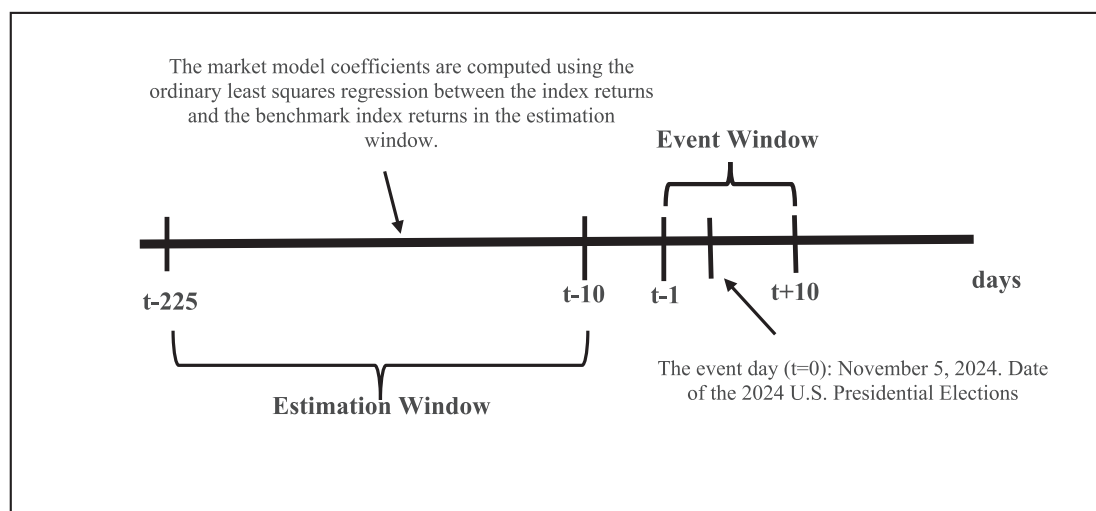 The market model coefficients are computed using the
ordinary least squares regression between the index returns
and the benchmark index returns in the estimation
window.
Event Window
t-225
t-10
t-1
t+10
days
Estimation Window
The event day (t=0): November 5, 2024. Date
of the 2024 U.S. Presidential Elections